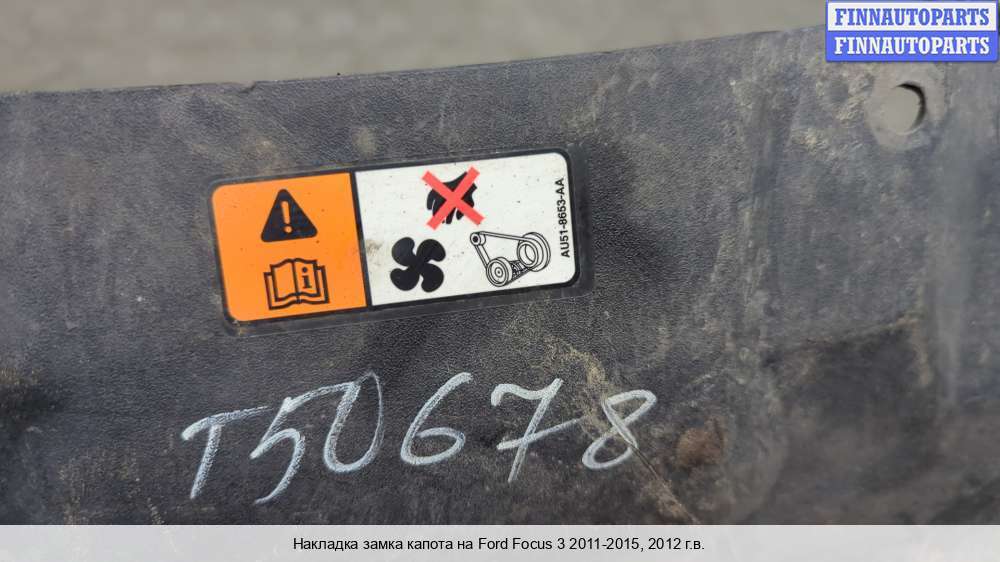 FINNAUTOPARTS
FINNAUTOPARTS
AU51-8653-AA
T50678
Накладка замка капота на Ford Focus 3 2011-2015, 2012 г.в.